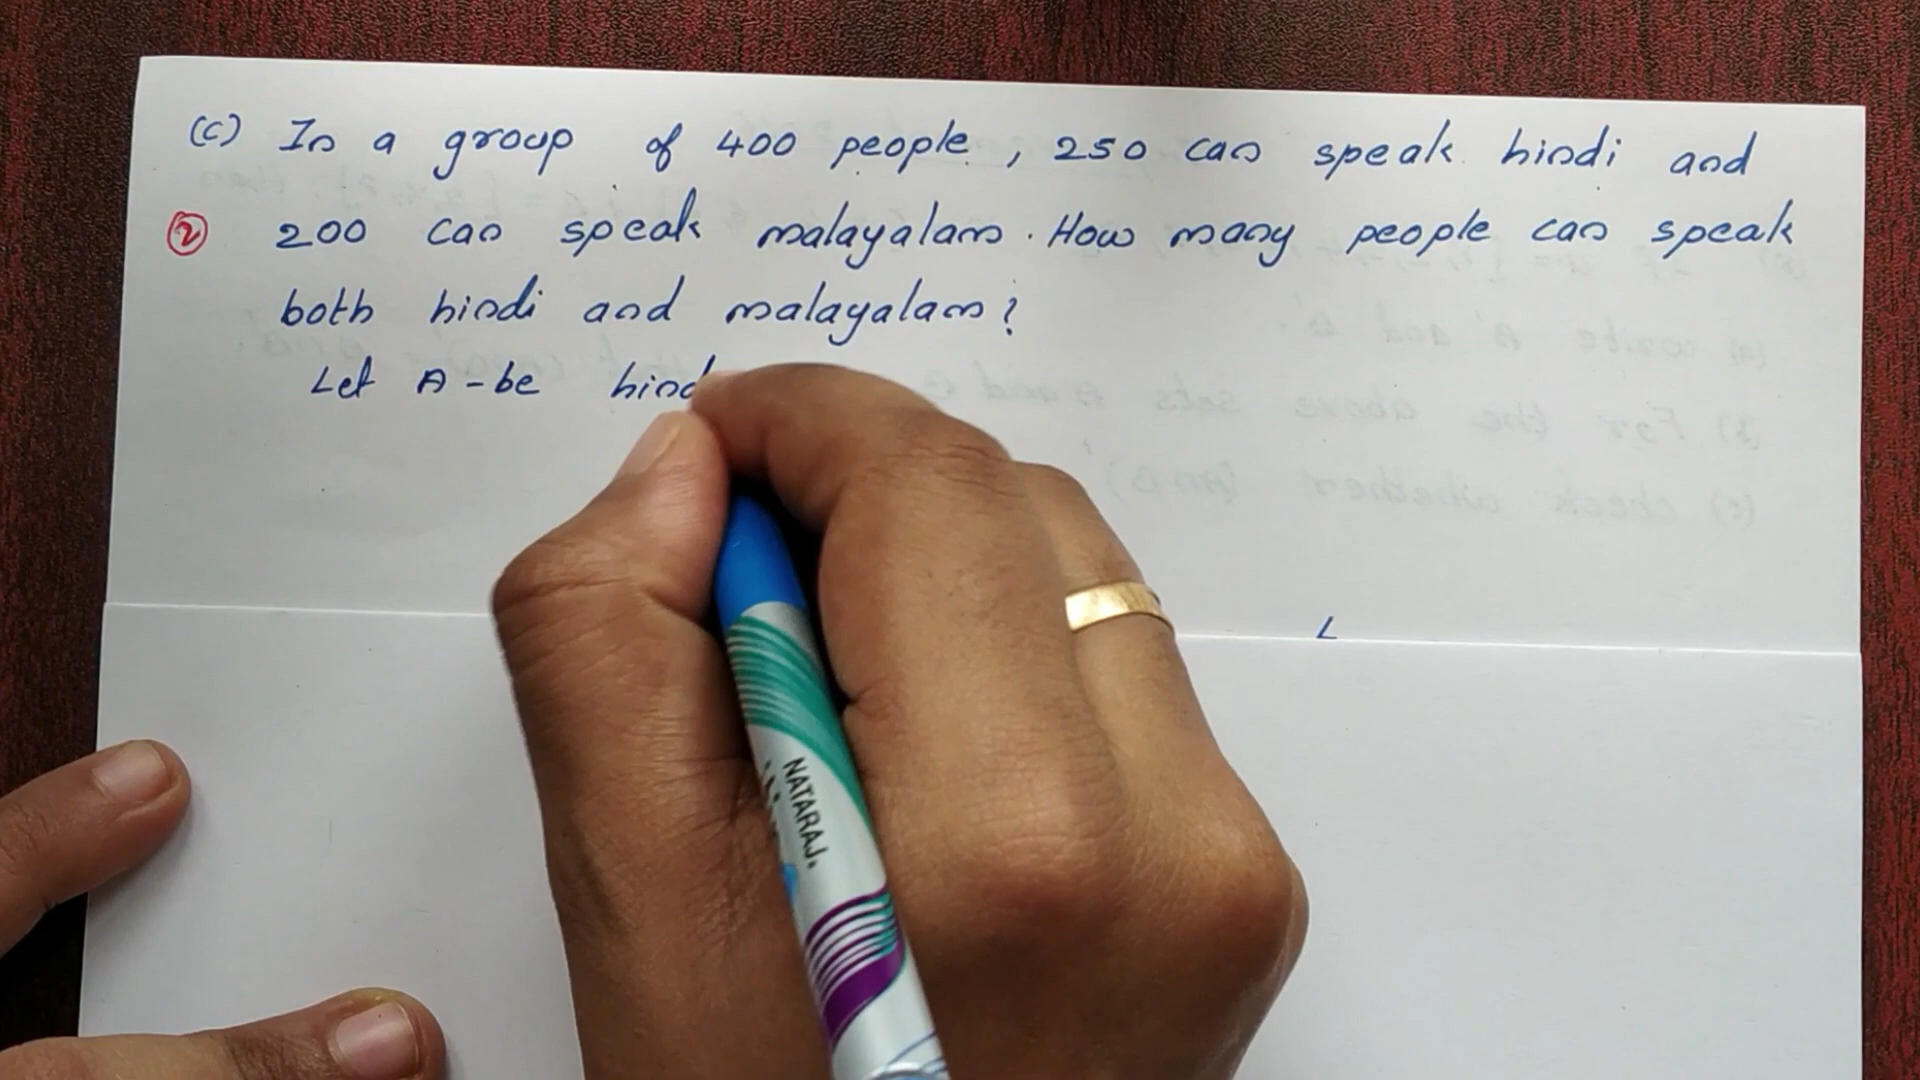 (c) In a group of 400 people, 250 can speak hindi and
② 200 can speak malayalam. How many people can speak
both hindi and malayalam?
Let A - be hind
L
NATARAJ.